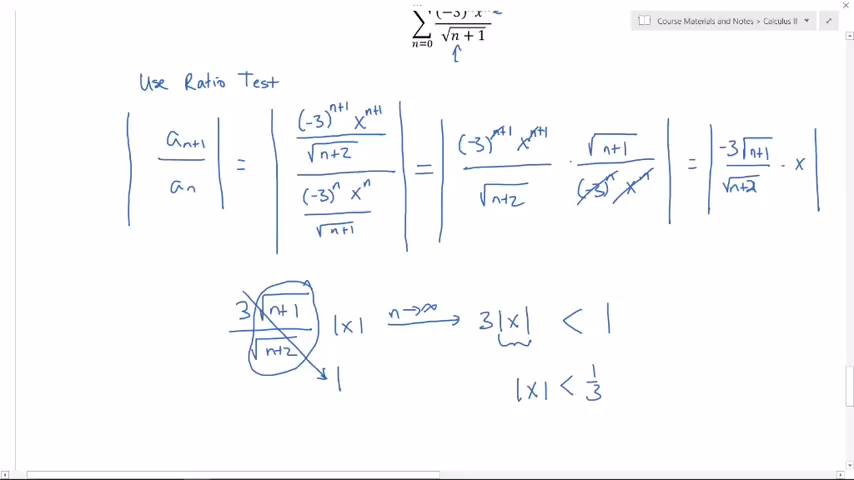 Course Materials and Notes > Calculus II
∑ n=0 (-3) x / √(n + 1)
↑
Use Ratio Test
| a_{n+1} / a_n | = | ((-3)^{n+1} x^{n+1} / √(n+2)) / ((-3)^n x^n / √(n+1)) | = | (-3)^{n+1} x^{n+1} / √(n+2) · √(n+1) / ((-3)^n x^n) | = | -3√(n+1) / √(n+2) · x |
3√(n+1) / √(n+2) |x| n→∞ 3|x| < 1
1
|x| < 1/3